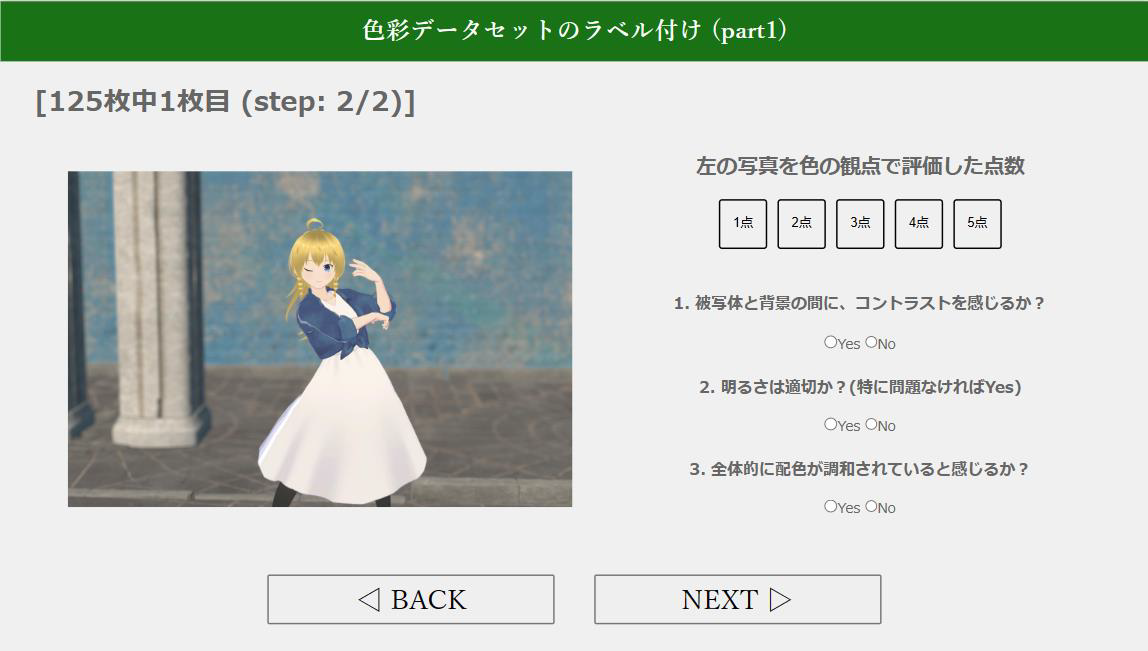 色彩データセットのラベル付け (part1)
[125枚中1枚目 (step: 2/2)]
左の写真を色の観点で評価した点数
1点 2点 3点 4点 5点
1. 被写体と背景の間に、コントラストを感じるか？
Yes No
2. 明るさは適切か？(特に問題なければYes)
Yes No
3. 全体的に配色が調和されていると感じるか？
Yes No
◁ BACK
NEXT ▷